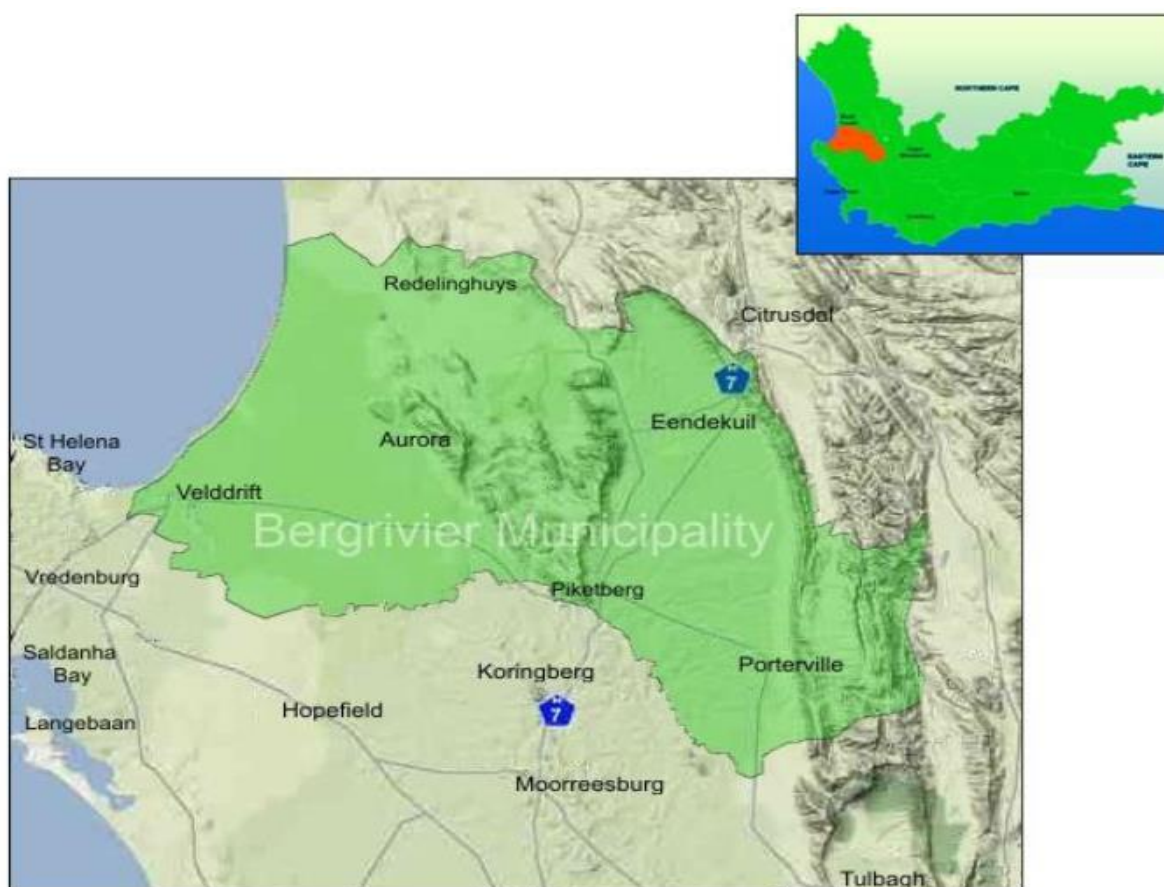 NORTHERN CAPE
EASTERN
CAPE
Redelinghuys
Citrusdal
7
Eendekuil
Aurora
St Helena
Bay
Velddrift
Bergrivier Municipality
Vredenburg
Piketberg
Saldanha
Bay
Koringberg
Porterville
Langebaan
Hopefield
7
Moorreesburg
Tulbagh